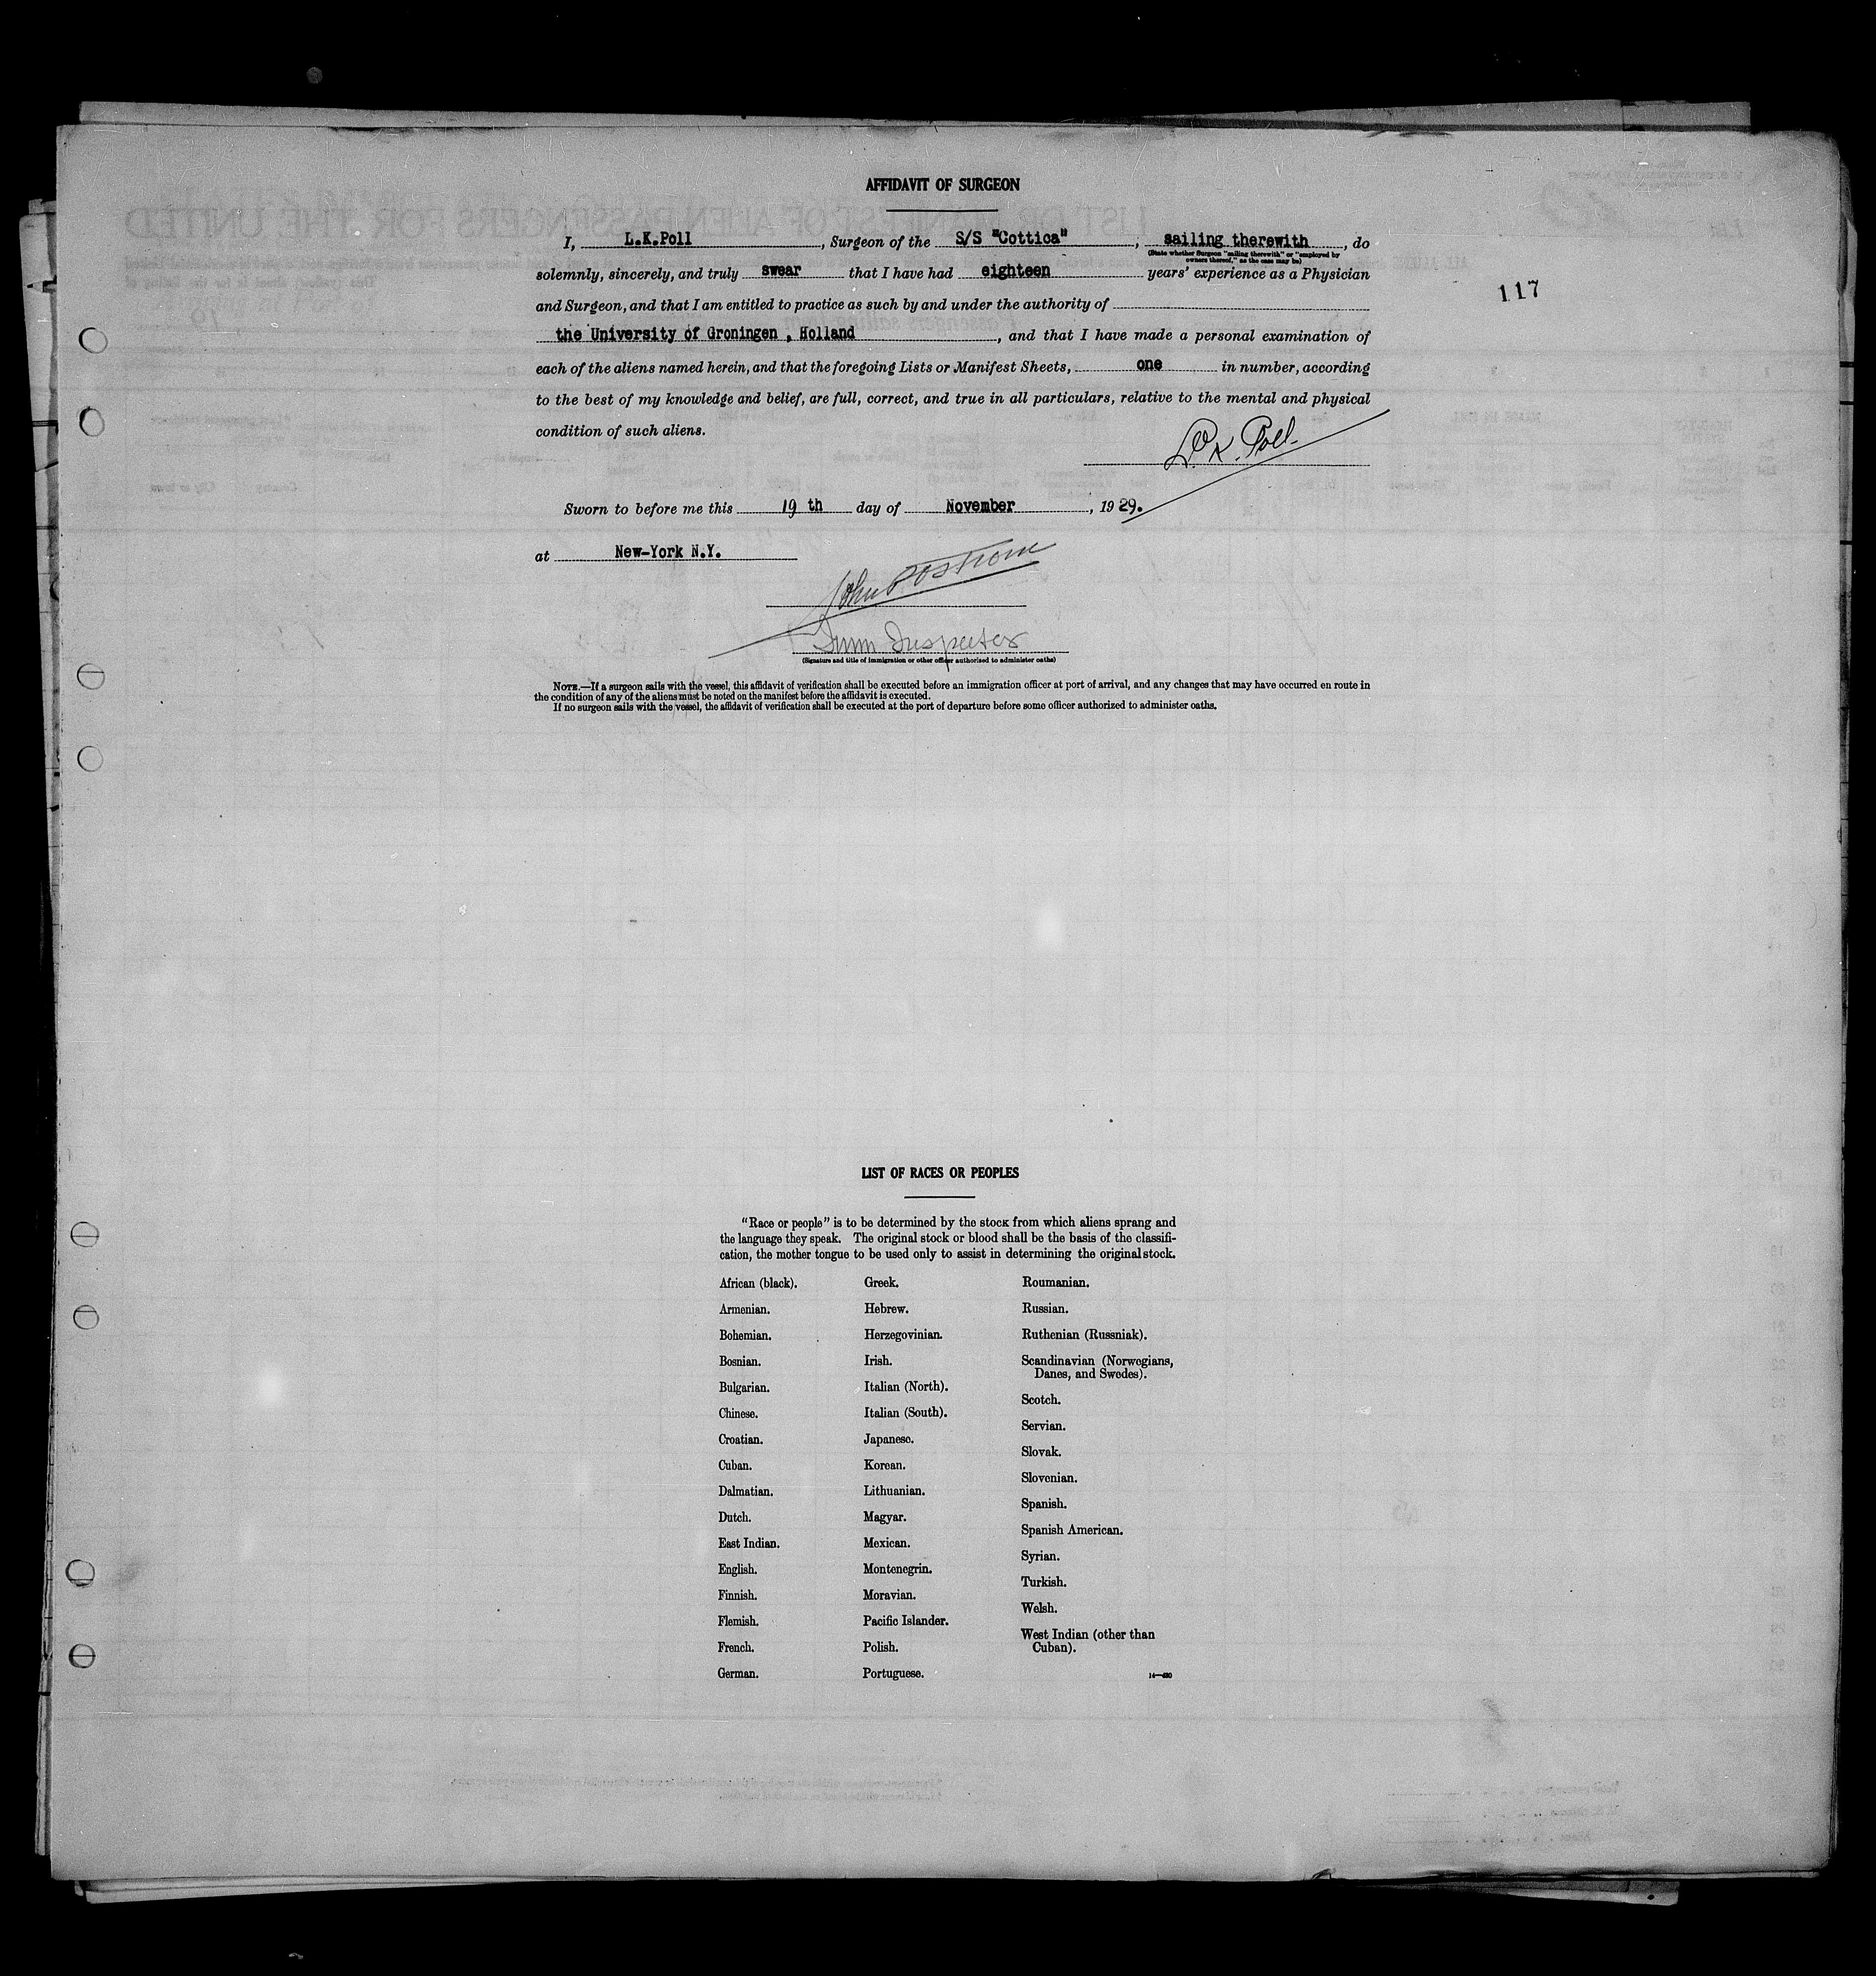 AFFIDAVIT OF SURGEON
I, L.K.Poll, Surgeon of the S/S "Cottica", sailing therewith, do
(State whether Surgeon "sailing therewith" or "employed by
owners thereof," as the case may be)
solemnly, sincerely, and truly swear that I have had eighteen years' experience as a Physician
117
and Surgeon, and that I am entitled to practice as such by and under the authority of
the University of Groningen , Holland, and that I have made a personal examination of
each of the aliens named herein, and that the foregoing Lists or Manifest Sheets, one in number, according
to the best of my knowledge and belief, are full, correct, and true in all particulars, relative to the mental and physical
condition of such aliens.
L.K. Poll
Sworn to before me this 19 th day of November, 19 29.
at New-York N.Y.
John
Imm Inspector
(Signature and title of immigration or other officer authorized to administer oaths)
NOTE.—If a surgeon sails with the vessel, this affidavit of verification shall be executed before an immigration officer at port of arrival, and any changes that may have occurred en route in
the condition of any of the aliens must be noted on the manifest before the affidavit is executed.
If no surgeon sails with the vessel, the affidavit of verification shall be executed at the port of departure before some officer authorized to administer oaths.
LIST OF RACES OR PEOPLES
"Race or people" is to be determined by the stock from which aliens sprang and
the language they speak. The original stock or blood shall be the basis of the classifi-
cation, the mother tongue to be used only to assist in determining the original stock.
African (black).
Armenian.
Bohemian.
Bosnian.
Bulgarian.
Chinese.
Croatian.
Cuban.
Dalmatian.
Dutch.
East Indian.
English.
Finnish.
Flemish.
French.
German.
Greek.
Hebrew.
Herzegovinian.
Irish.
Italian (North).
Italian (South).
Japanese.
Korean.
Lithuanian.
Magyar.
Mexican.
Montenegrin.
Moravian.
Pacific Islander.
Polish.
Portuguese.
Roumanian.
Russian.
Ruthenian (Russniak).
Scandinavian (Norwegians,
Danes, and Swedes).
Scotch.
Servian.
Slovak.
Slovenian.
Spanish.
Spanish American.
Syrian.
Turkish.
Welsh.
West Indian (other than
Cuban).